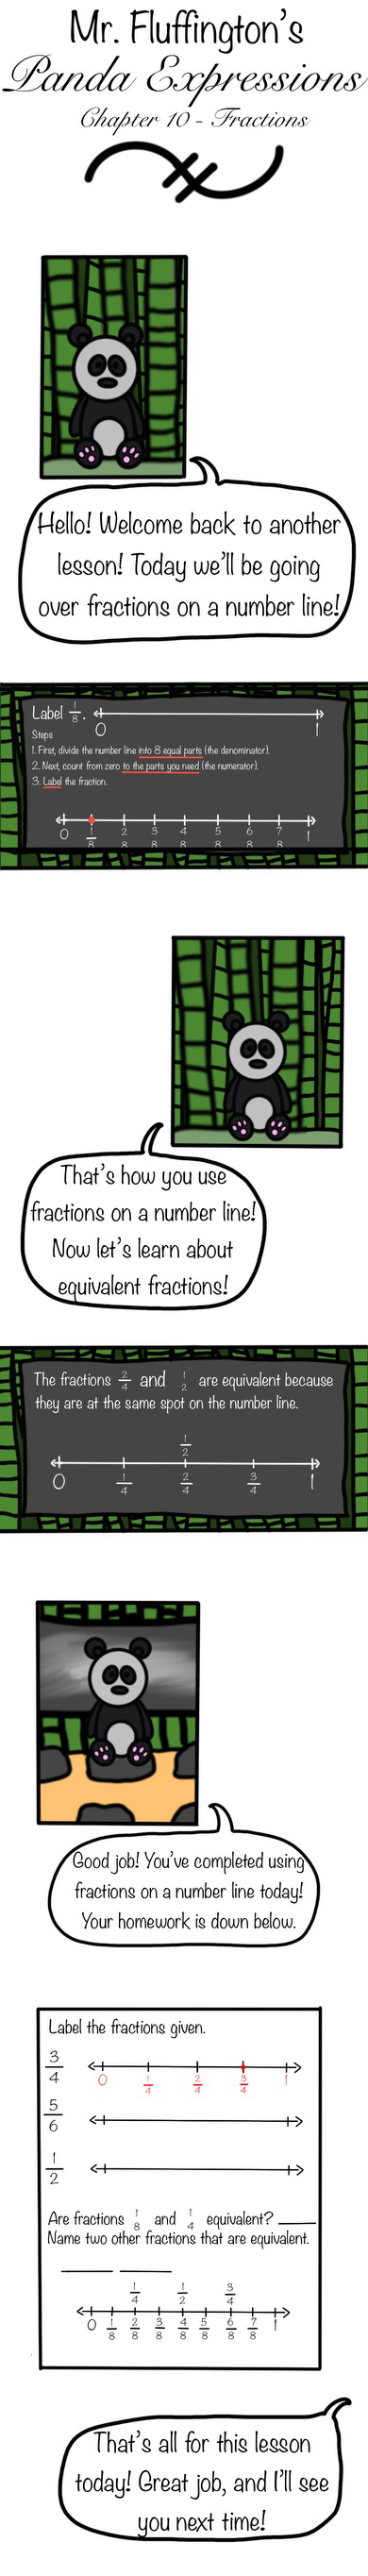 Mr. Fluffington's
Panda Expressions
Chapter 10 - Fractions
Hello! Welcome back to another
lesson! Today we'll be going
over fractions on a number line!
Label 1/8.
0 1
Steps
1. First, divide the number line into 8 equal parts (the denominator).
2. Next, count from zero to the parts you need (the numerator).
3. Label the fraction.
0 1/8 2/8 3/8 4/8 5/8 6/8 7/8 1
That's how you use
fractions on a number line!
Now let's learn about
equivalent fractions!
The fractions 2/4 and 1/2 are equivalent because
they are at the same spot on the number line.
1/2
0 1/4 2/4 3/4 1
Good job! You've completed using
fractions on a number line today!
Your homework is down below.
Label the fractions given.
3/4
0 1/4 2/4 3/4 1
5/6
1/2
Are fractions 1/8 and 1/4 equivalent? ____
Name two other fractions that are equivalent.
____ ____
1/4 1/2 3/4
0 1/8 2/8 3/8 4/8 5/8 6/8 7/8 1
That's all for this lesson
today! Great job, and I'll see
you next time!